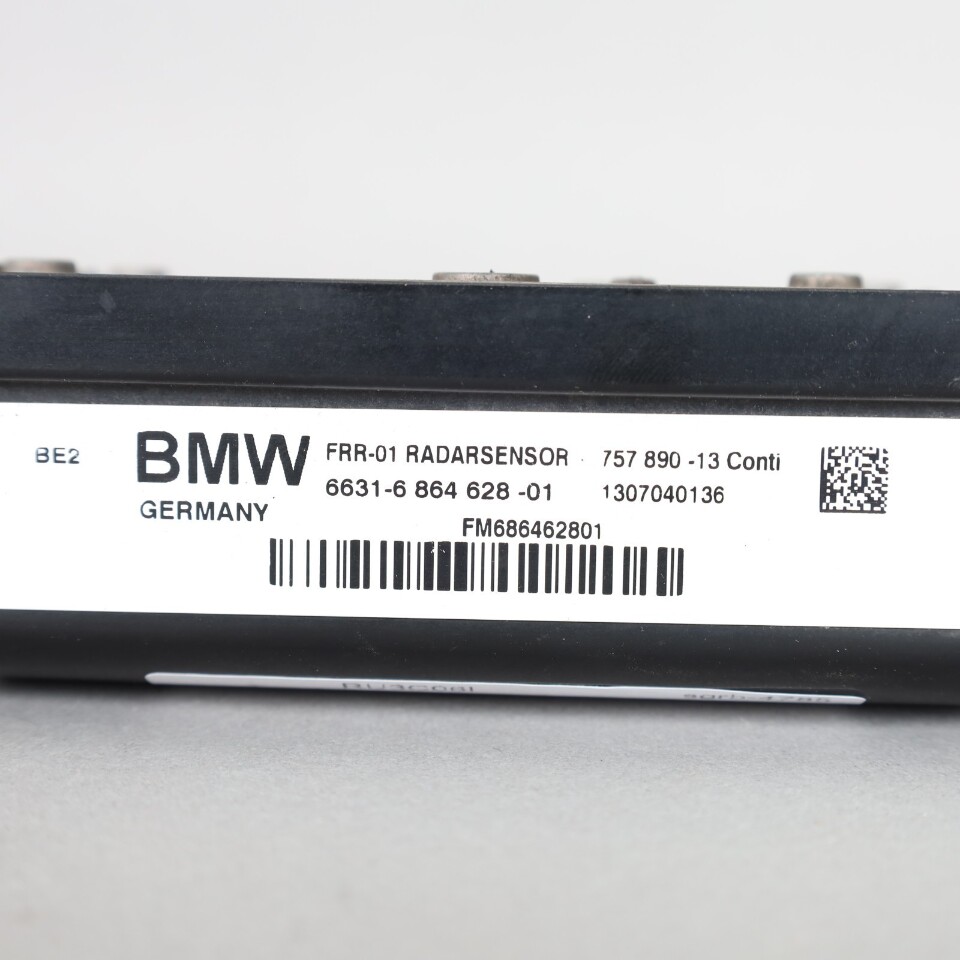 BE2
BMW FRR-01 RADARSENSOR 757 890 -13 Conti
6631-6 864 628 -01 1307040136
GERMANY
FM686462801